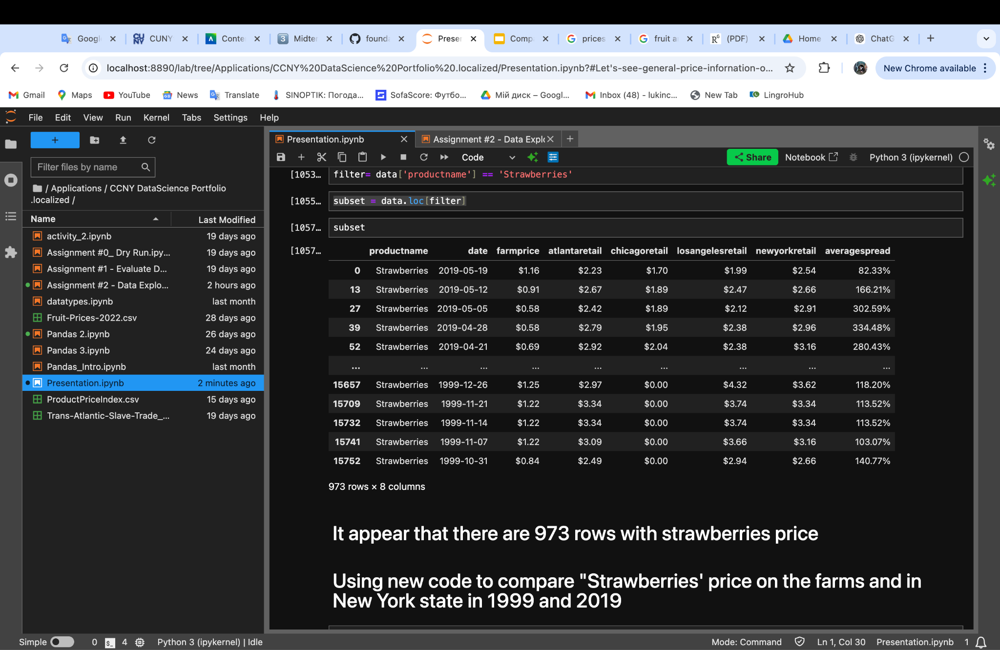 Googl CUNY Conte Midter founda Preser Comp prices fruit a (PDF) Home ChatG
localhost:8890/lab/tree/Applications/CCNY%20DataScience%20Portfolio%20.localized/Presentation.ipynb?#Let's-see-general-price-infornation-o... New Chrome available
Gmail Maps YouTube News Translate SINOPTIK: Погода... SofaScore: Футбо... Мій диск – Googl... Inbox (48) - lukinc... New Tab LingroHub
File Edit View Run Kernel Tabs Settings Help
Filter files by name
/ Applications / CCNY DataScience Portfolio
.localized /
Name Last Modified
activity_2.ipynb 19 days ago
Assignment #0_ Dry Run.ipy... 19 days ago
Assignment #1 - Evaluate D... 19 days ago
Assignment #2 - Data Explo... 2 hours ago
datatypes.ipynb last month
Fruit-Prices-2022.csv 28 days ago
Pandas 2.ipynb 26 days ago
Pandas 3.ipynb 24 days ago
Pandas_Intro.ipynb last month
Presentation.ipynb 2 minutes ago
ProductPriceIndex.csv 15 days ago
Trans-Atlantic-Slave-Trade_... 19 days ago
Presentation.ipynb Assignment #2 - Data Explo
Code Share Notebook Python 3 (ipykernel)
[1053... filter= data['productname'] == 'Strawberries'
[1055... subset = data.loc[filter]
[1057... subset
[1057... productname date farmprice atlantaretail chicagoretail losangelesretail newyorkretail averagespread
0 Strawberries 2019-05-19 $1.16 $2.23 $1.70 $1.99 $2.54 82.33%
13 Strawberries 2019-05-12 $0.91 $2.67 $1.89 $2.47 $2.66 166.21%
27 Strawberries 2019-05-05 $0.58 $2.42 $1.89 $2.12 $2.91 302.59%
39 Strawberries 2019-04-28 $0.58 $2.79 $1.95 $2.38 $2.96 334.48%
52 Strawberries 2019-04-21 $0.69 $2.92 $2.04 $2.38 $3.16 280.43%
... ... ... ... ... ... ... ... ...
15657 Strawberries 1999-12-26 $1.25 $2.97 $0.00 $4.32 $3.62 118.20%
15709 Strawberries 1999-11-21 $1.22 $3.34 $0.00 $3.74 $3.34 113.52%
15732 Strawberries 1999-11-14 $1.22 $3.34 $0.00 $3.74 $3.34 113.52%
15741 Strawberries 1999-11-07 $1.22 $3.09 $0.00 $3.66 $3.16 103.07%
15752 Strawberries 1999-10-31 $0.84 $2.49 $0.00 $2.94 $2.66 140.77%
973 rows × 8 columns
It appear that there are 973 rows with strawberries price
Using new code to compare "Strawberries' price on the farms and in
New York state in 1999 and 2019
Simple 0 4 Python 3 (ipykernel) | Idle Mode: Command Ln 1, Col 30 Presentation.ipynb 1